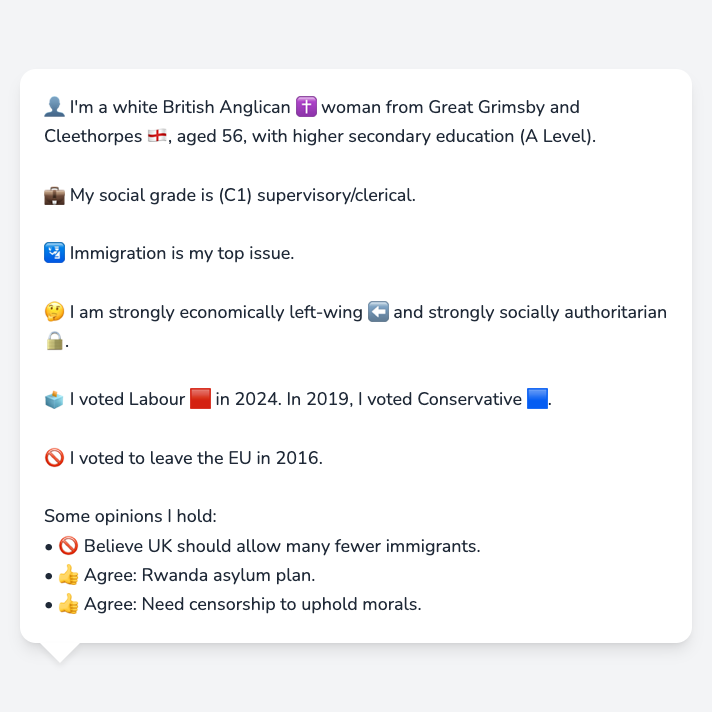 👤 I'm a white British Anglican ✝️ woman from Great Grimsby and
Cleethorpes 🏴󠁧󠁢󠁥󠁮󠁧󠁿, aged 56, with higher secondary education (A Level).
💼 My social grade is (C1) supervisory/clerical.
🛂 Immigration is my top issue.
🤔 I am strongly economically left-wing ⬅️ and strongly socially authoritarian
🔒.
🗳️ I voted Labour 🟥 in 2024. In 2019, I voted Conservative 🟦.
🚫 I voted to leave the EU in 2016.
Some opinions I hold:
• 🚫 Believe UK should allow many fewer immigrants.
• 👍 Agree: Rwanda asylum plan.
• 👍 Agree: Need censorship to uphold morals.